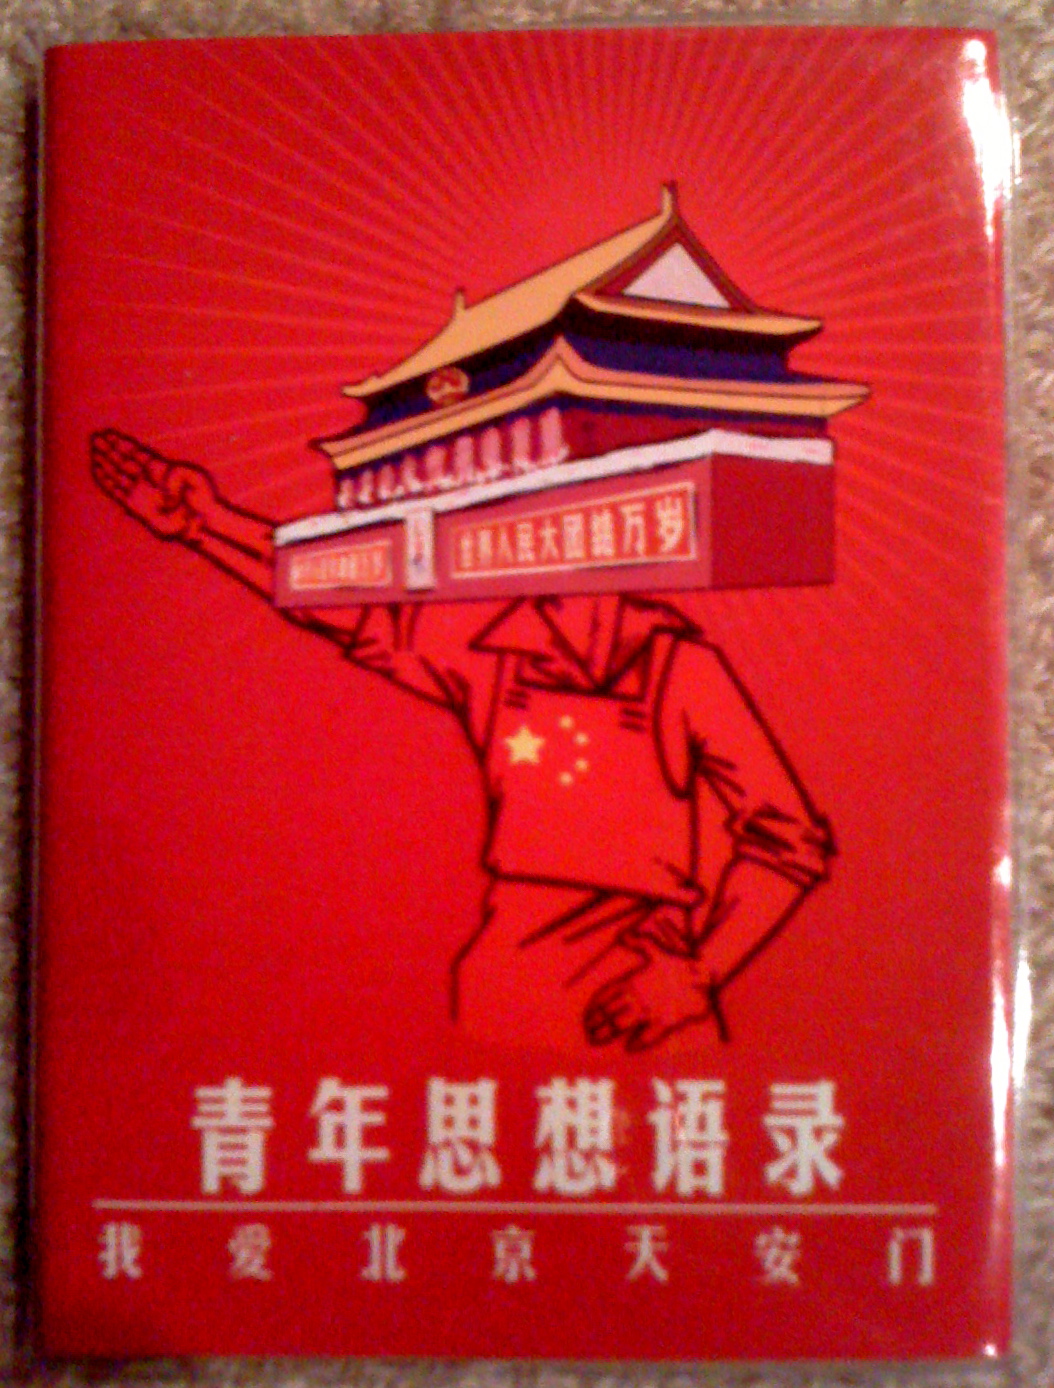 世界人民大团结万岁
青年思想语录
我爱北京天安门